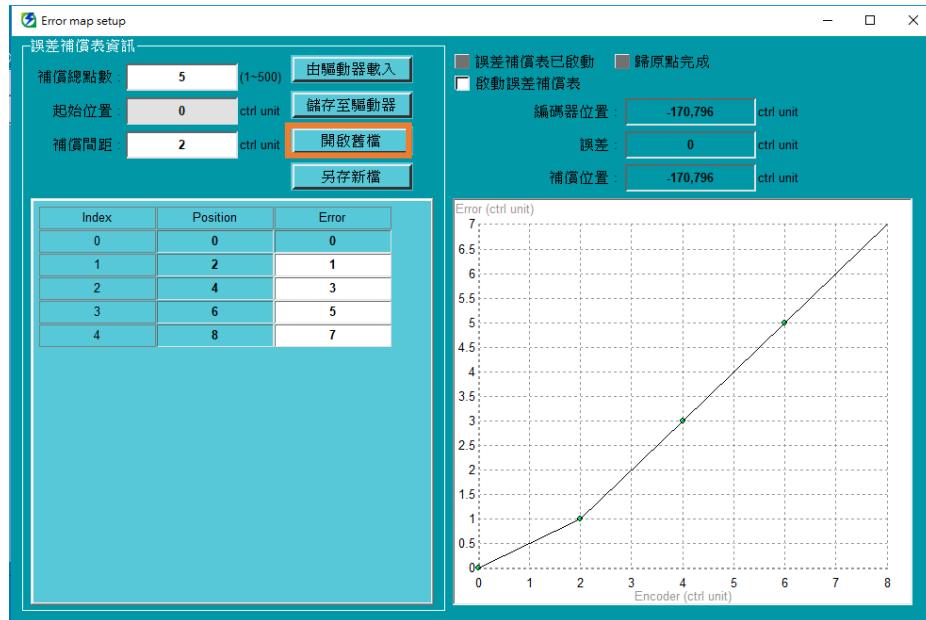 Error map setup
誤差補償表資訊
補償總點數 : 5 (1~500) 由驅動器載入
起始位置 : 0 ctrl unit 儲存至驅動器
補償間距 : 2 ctrl unit 開啟舊檔
另存新檔
誤差補償表已啟動 歸原點完成
啟動誤差補償表
編碼器位置 : -170,796 ctrl unit
誤差 : 0 ctrl unit
補償位置 : -170,796 ctrl unit
Index Position Error
0 0 0
1 2 1
2 4 3
3 6 5
4 8 7
Error (ctrl unit)
7
6.5
6
5.5
5
4.5
4
3.5
3
2.5
2
1.5
1
0.5
0
0 1 2 3 4 5 6 7 8
Encoder (ctrl unit)